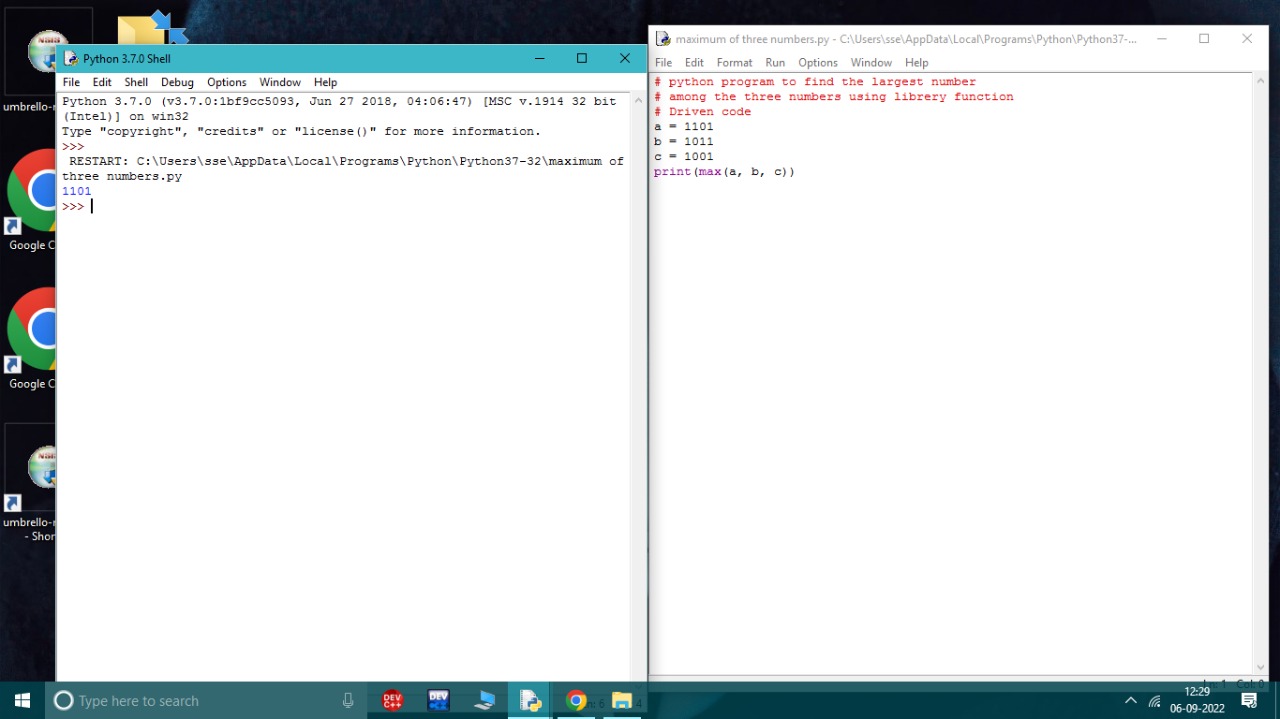 umbrello-
Google C
Google C
umbrello-
- Shor
Python 3.7.0 Shell
File Edit Shell Debug Options Window Help
Python 3.7.0 (v3.7.0:1bf9cc5093, Jun 27 2018, 04:06:47) [MSC v.1914 32 bit
(Intel)] on win32
Type "copyright", "credits" or "license()" for more information.
>>>
RESTART: C:\Users\sse\AppData\Local\Programs\Python\Python37-32\maximum of
three numbers.py
1101
>>>
maximum of three numbers.py - C:\Users\sse\AppData\Local\Programs\Python\Python37-...
File Edit Format Run Options Window Help
# python program to find the largest number
# among the three numbers using librery function
# Driven code
a = 1101
b = 1011
c = 1001
print(max(a, b, c))
Ln: 1 Col: 0
Type here to search
DEV C++
DEV
12:29
06-09-2022